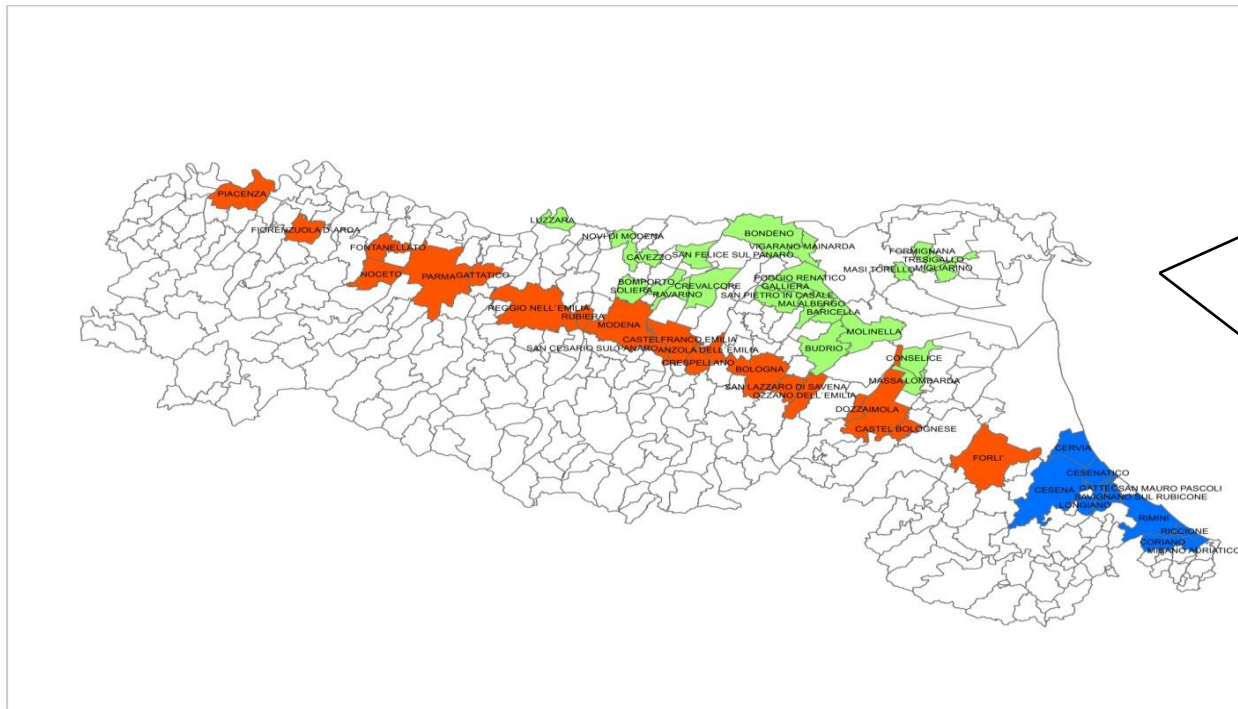 PIACENZA
FIORENZUOLA D'ARDA
LUZZARA
FONTANELLATO
NOCETO
PARMA
GATTATICO
NOVI DI MODENA
CAVEZZO
SAN FELICE SUL PANARO
BONDENO
VIGARANO MAINARDA
FORMIGNANA
TRESIGALLO
MASI TORELLO
MIGLIARINO
BOMPORTO
SOLIERA
RAVARINO
CREVALCORE
POGGIO RENATICO
GALLIERA
SAN PIETRO IN CASALE
MALALBERGO
BARICELLA
REGGIO NELL'EMILIA
RUBIERA
MODENA
MOLINELLA
CASTELFRANCO EMILIA
SAN CESARIO SUL PANARO
ANZOLA DELL'EMILIA
CRESPELLANO
BUDRIO
BOLOGNA
CONSELICE
SAN LAZZARO DI SAVENA
OZZANO DELL'EMILIA
MASSA LOMBARDA
DOZZA
IMOLA
CASTEL BOLOGNESE
FORLI'
CERVIA
CESENATICO
CESENA
GATTEO
SAN MAURO PASCOLI
SAVIGNANO SUL RUBICONE
LONGIANO
RIMINI
RICCIONE
CORIANO
MISANO ADRIATICO